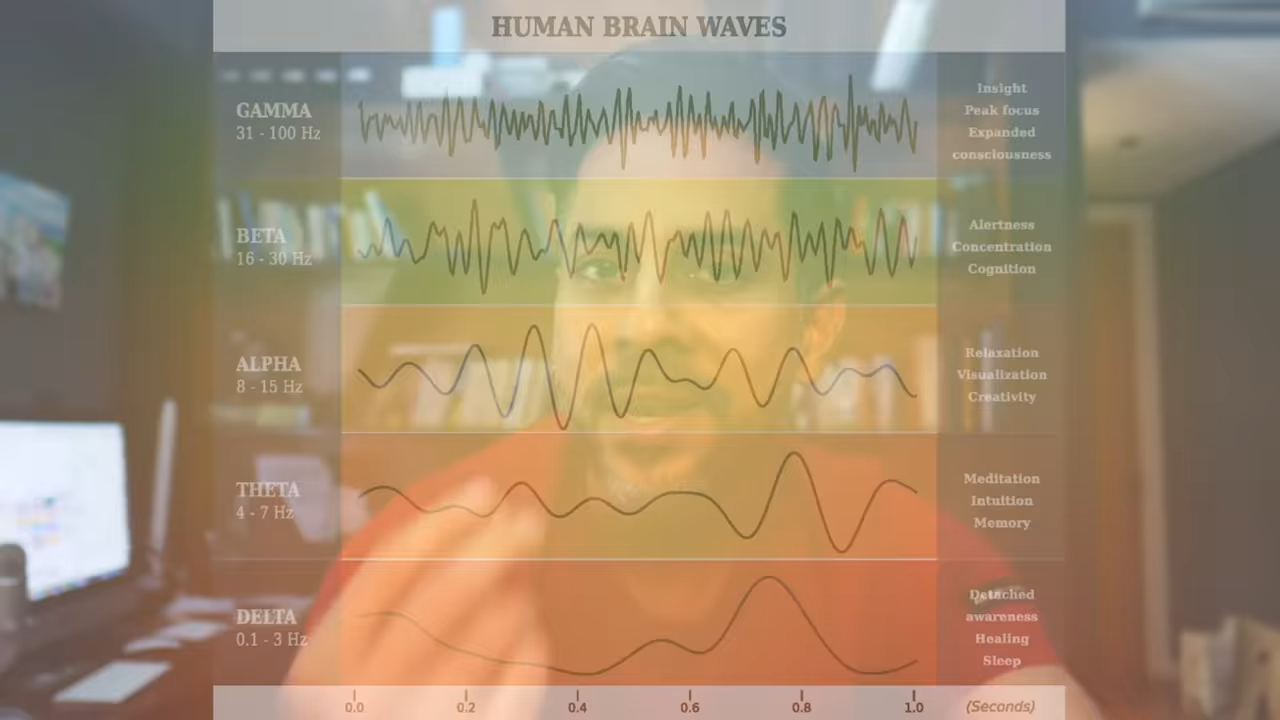 HUMAN BRAIN WAVES
GAMMA
31 - 100 Hz
Insight
Peak focus
Expanded
consciousness
BETA
16 - 30 Hz
Alertness
Concentration
Cognition
ALPHA
8 - 15 Hz
Relaxation
Visualization
Creativity
THETA
4 - 7 Hz
Meditation
Intuition
Memory
DELTA
0.1 - 3 Hz
Detached
awareness
Healing
Sleep
0.0 0.2 0.4 0.6 0.8 1.0 (Seconds)